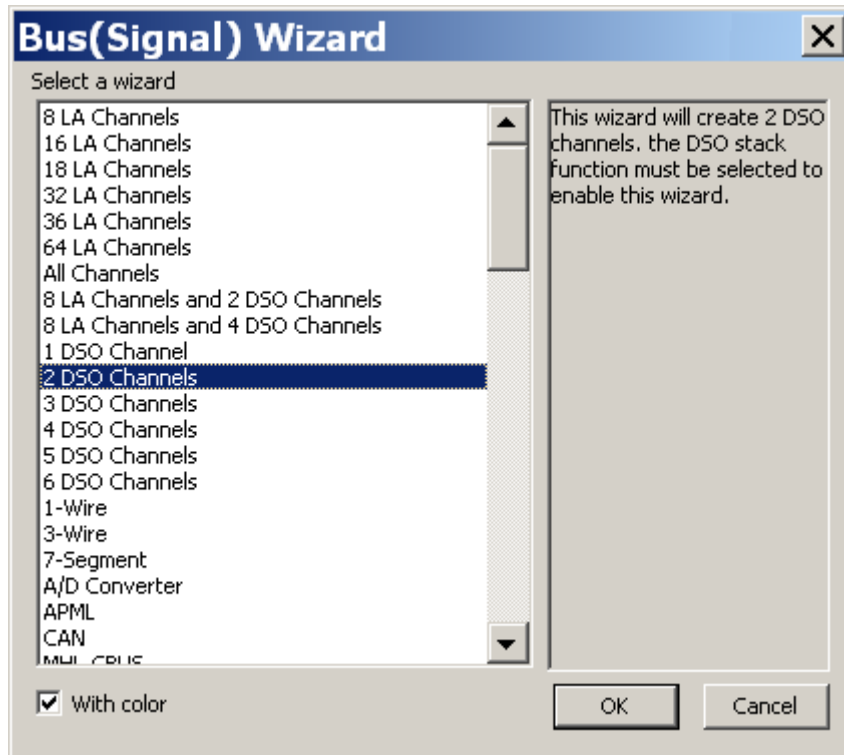 Bus(Signal) Wizard
Select a wizard
8 LA Channels
16 LA Channels
18 LA Channels
32 LA Channels
36 LA Channels
64 LA Channels
All Channels
8 LA Channels and 2 DSO Channels
8 LA Channels and 4 DSO Channels
1 DSO Channel
2 DSO Channels
3 DSO Channels
4 DSO Channels
5 DSO Channels
6 DSO Channels
1-Wire
3-Wire
7-Segment
A/D Converter
APML
CAN
MHL CBUS
This wizard will create 2 DSO
channels. the DSO stack
function must be selected to
enable this wizard.
With color
OK
Cancel